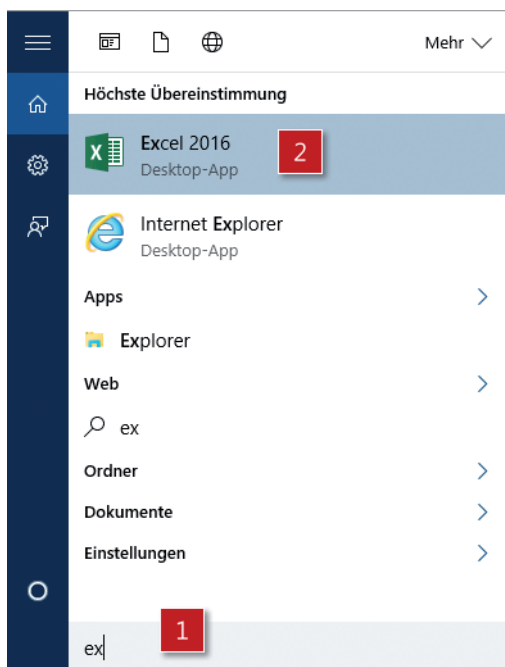 Mehr
Höchste Übereinstimmung
Excel 2016
Desktop-App
2
Internet Explorer
Desktop-App
Apps
Explorer
Web
ex
Ordner
Dokumente
Einstellungen
1
ex